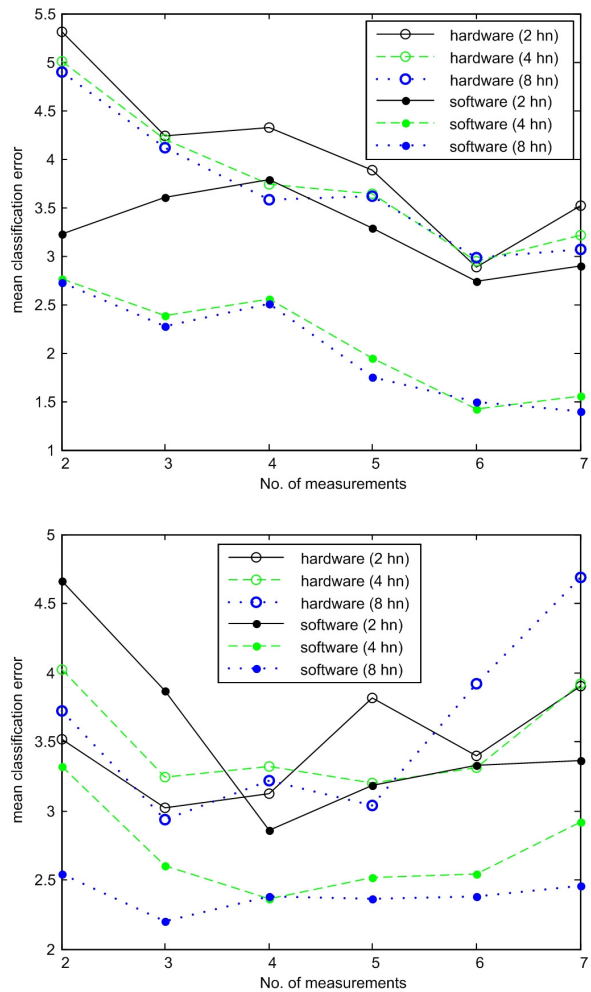 5.5
5
4.5
4
3.5
3
2.5
2
1.5
1
mean classification error
hardware (2 hn)
hardware (4 hn)
hardware (8 hn)
software (2 hn)
software (4 hn)
software (8 hn)
2 3 4 5 6 7
No. of measurements
5
4.5
4
3.5
3
2.5
2
mean classification error
hardware (2 hn)
hardware (4 hn)
hardware (8 hn)
software (2 hn)
software (4 hn)
software (8 hn)
2 3 4 5 6 7
No. of measurements